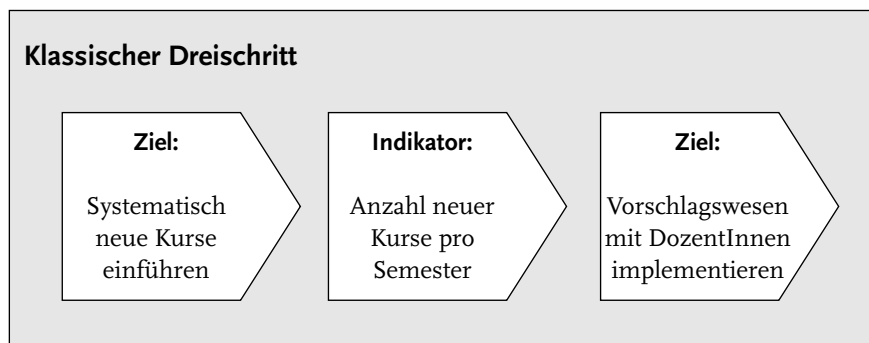 Klassischer Dreischritt
Ziel:
Systematisch
neue Kurse
einführen
Indikator:
Anzahl neuer
Kurse pro
Semester
Ziel:
Vorschlagswesen
mit DozentInnen
implementieren